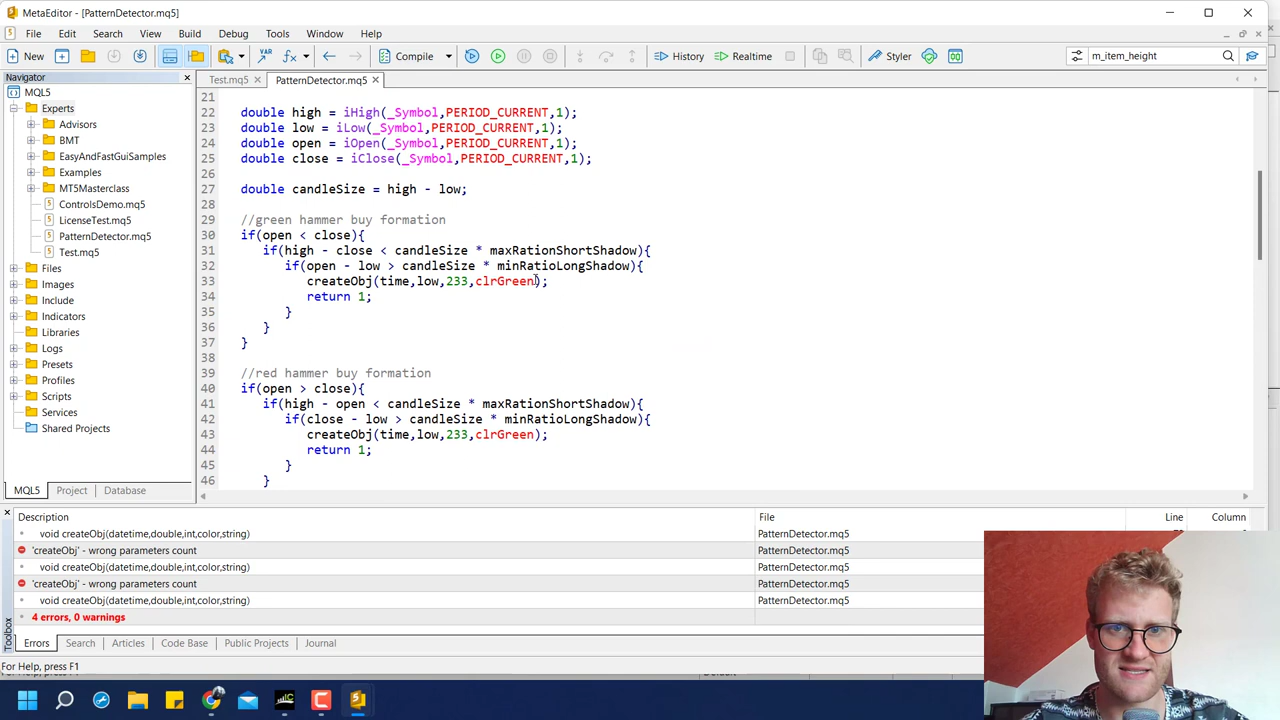 MetaEditor - [PatternDetector.mq5]
File Edit Search View Build Debug Tools Window Help
New Compile History Realtime Styler m_item_height
Navigator
Test.mq5 PatternDetector.mq5
MQL5
Experts
Advisors
BMT
EasyAndFastGuiSamples
Examples
MT5Masterclass
ControlsDemo.mq5
LicenseTest.mq5
PatternDetector.mq5
Test.mq5
Files
Images
Include
Indicators
Libraries
Logs
Presets
Profiles
Scripts
Services
Shared Projects
MQL5 Project Database
21
22 double high = iHigh(_Symbol,PERIOD_CURRENT,1);
23 double low = iLow(_Symbol,PERIOD_CURRENT,1);
24 double open = iOpen(_Symbol,PERIOD_CURRENT,1);
25 double close = iClose(_Symbol,PERIOD_CURRENT,1);
26
27 double candleSize = high - low;
28
29 //green hammer buy formation
30 if(open < close){
31 if(high - close < candleSize * maxRationShortShadow){
32 if(open - low > candleSize * minRatioLongShadow){
33 createObj(time,low,233,clrGreen);
34 return 1;
35 }
36 }
37 }
38
39 //red hammer buy formation
40 if(open > close){
41 if(high - open < candleSize * maxRationShortShadow){
42 if(close - low > candleSize * minRatioLongShadow){
43 createObj(time,low,233,clrGreen);
44 return 1;
45 }
46 }
Description File Line Column
void createObj(datetime,double,int,color,string) PatternDetector.mq5
'createObj' - wrong parameters count PatternDetector.mq5
void createObj(datetime,double,int,color,string) PatternDetector.mq5
'createObj' - wrong parameters count PatternDetector.mq5
void createObj(datetime,double,int,color,string) PatternDetector.mq5
4 errors, 0 warnings
Toolbox
Errors Search Articles Code Base Public Projects Journal
For Help, press F1